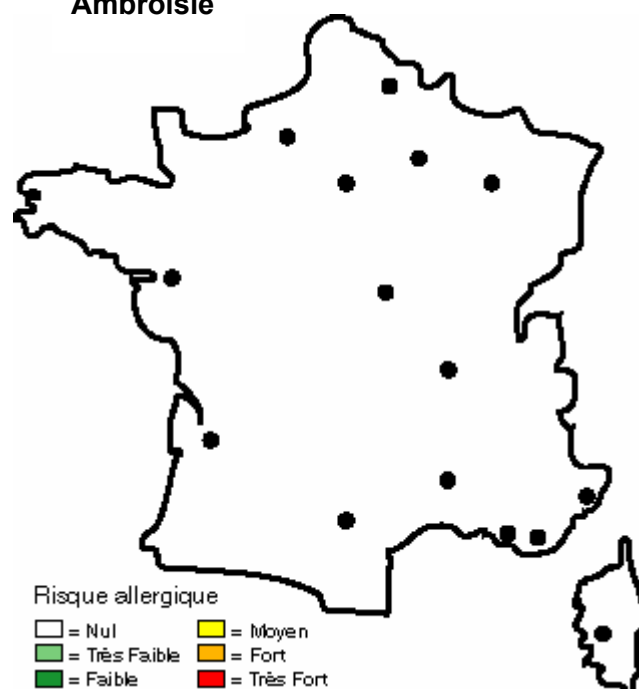 Ambroisie
Risque allergique
= Nul = Moyen
= Très Faible = Fort
= Faible = Très Fort